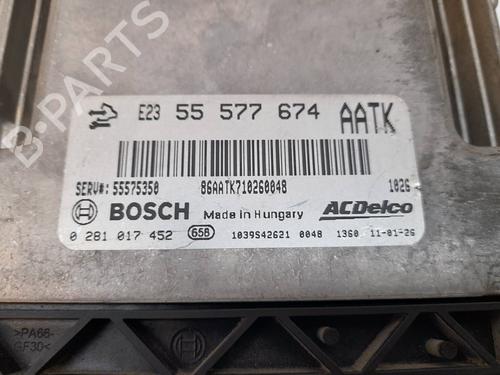 B-PARTS
E23 55 577 674 AATK
SERV#: 55575350 86AATK710260048 1026
BOSCH Made in Hungary ACDelco
0 281 017 452 658 1039S42621 0048 1360 11-01-26
>PA66-
GF30<